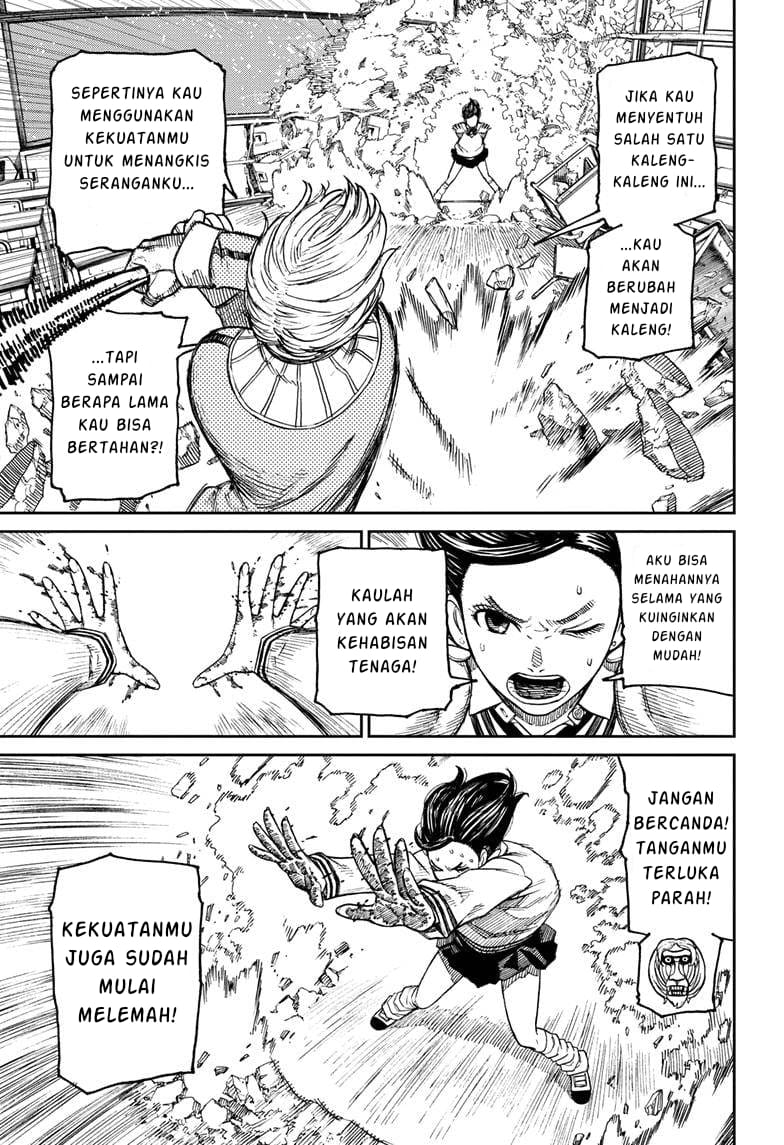 JIKA KAU
MENYENTUH
SALAH SATU
KALENG-
KALENG INI...
...KAU
AKAN
BERUBAH
MENJADI
KALENG!
SEPERTINYA KAU
MENGGUNAKAN
KEKUATANMU
UNTUK MENANGKIS
SERANGANKU...
...TAPI
SAMPAI
BERAPA LAMA
KAU BISA
BERTAHAN?!
AKU BISA
MENAHANNYA
SELAMA YANG
KUINGINKAN
DENGAN
MUDAH!
KAULAH
YANG AKAN
KEHABISAN
TENAGA!
JANGAN
BERCANDA!
TANGANMU
TERLUKA
PARAH!
KEKUATANMU
JUGA SUDAH
MULAI
MELEMAH!